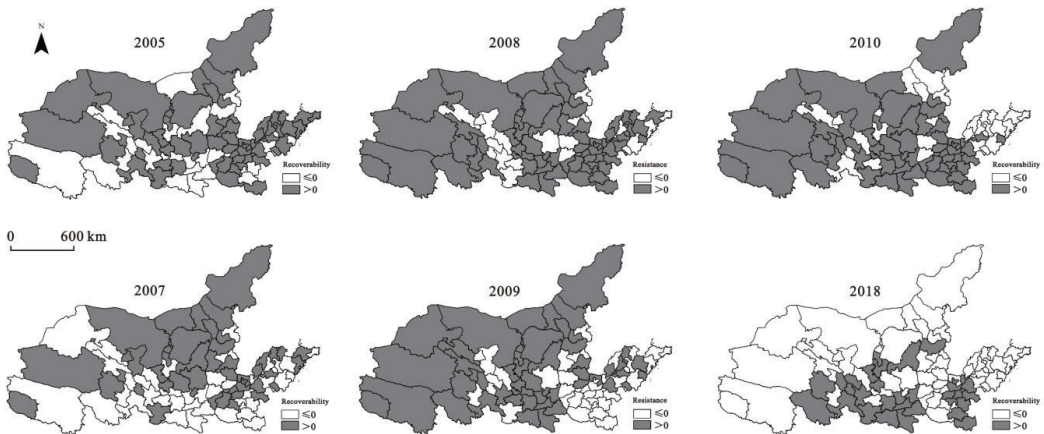 N
2005
Recoverability
≤0
>0
2008
Resistance
≤0
>0
2010
Recoverability
≤0
>0
0 600 km
2007
Recoverability
≤0
>0
2009
Resistance
≤0
>0
2018
Recoverability
≤0
>0